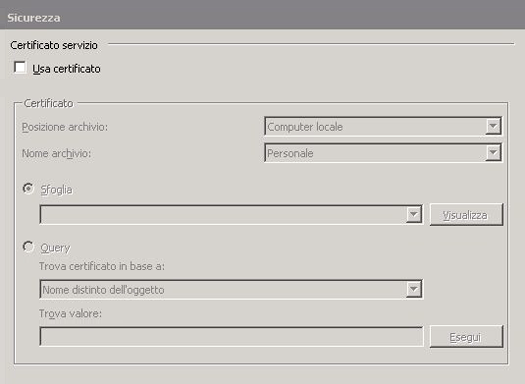 Sicurezza
Certificato servizio
Usa certificato
Certificato
Posizione archivio: Computer locale
Nome archivio: Personale
Sfoglia
Visualizza
Query
Trova certificato in base a:
Nome distinto dell'oggetto
Trova valore:
Esegui